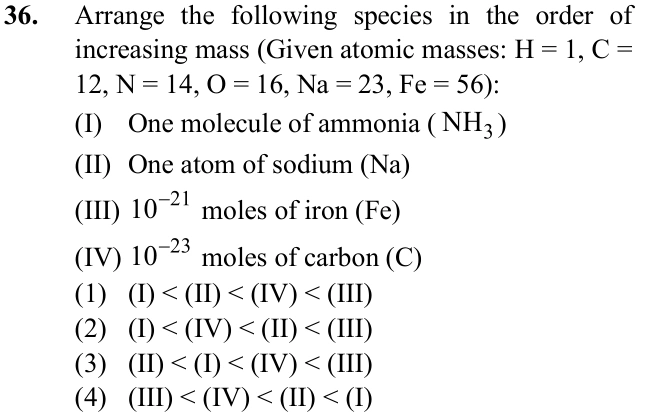 36. Arrange the following species in the order of
increasing mass (Given atomic masses: H = 1, C =
12, N = 14, O = 16, Na = 23, Fe = 56):
(I) One molecule of ammonia ( NH₃ )
(II) One atom of sodium (Na)
(III) 10⁻²¹ moles of iron (Fe)
(IV) 10⁻²³ moles of carbon (C)
(1) (I) < (II) < (IV) < (III)
(2) (I) < (IV) < (II) < (III)
(3) (II) < (I) < (IV) < (III)
(4) (III) < (IV) < (II) < (I)